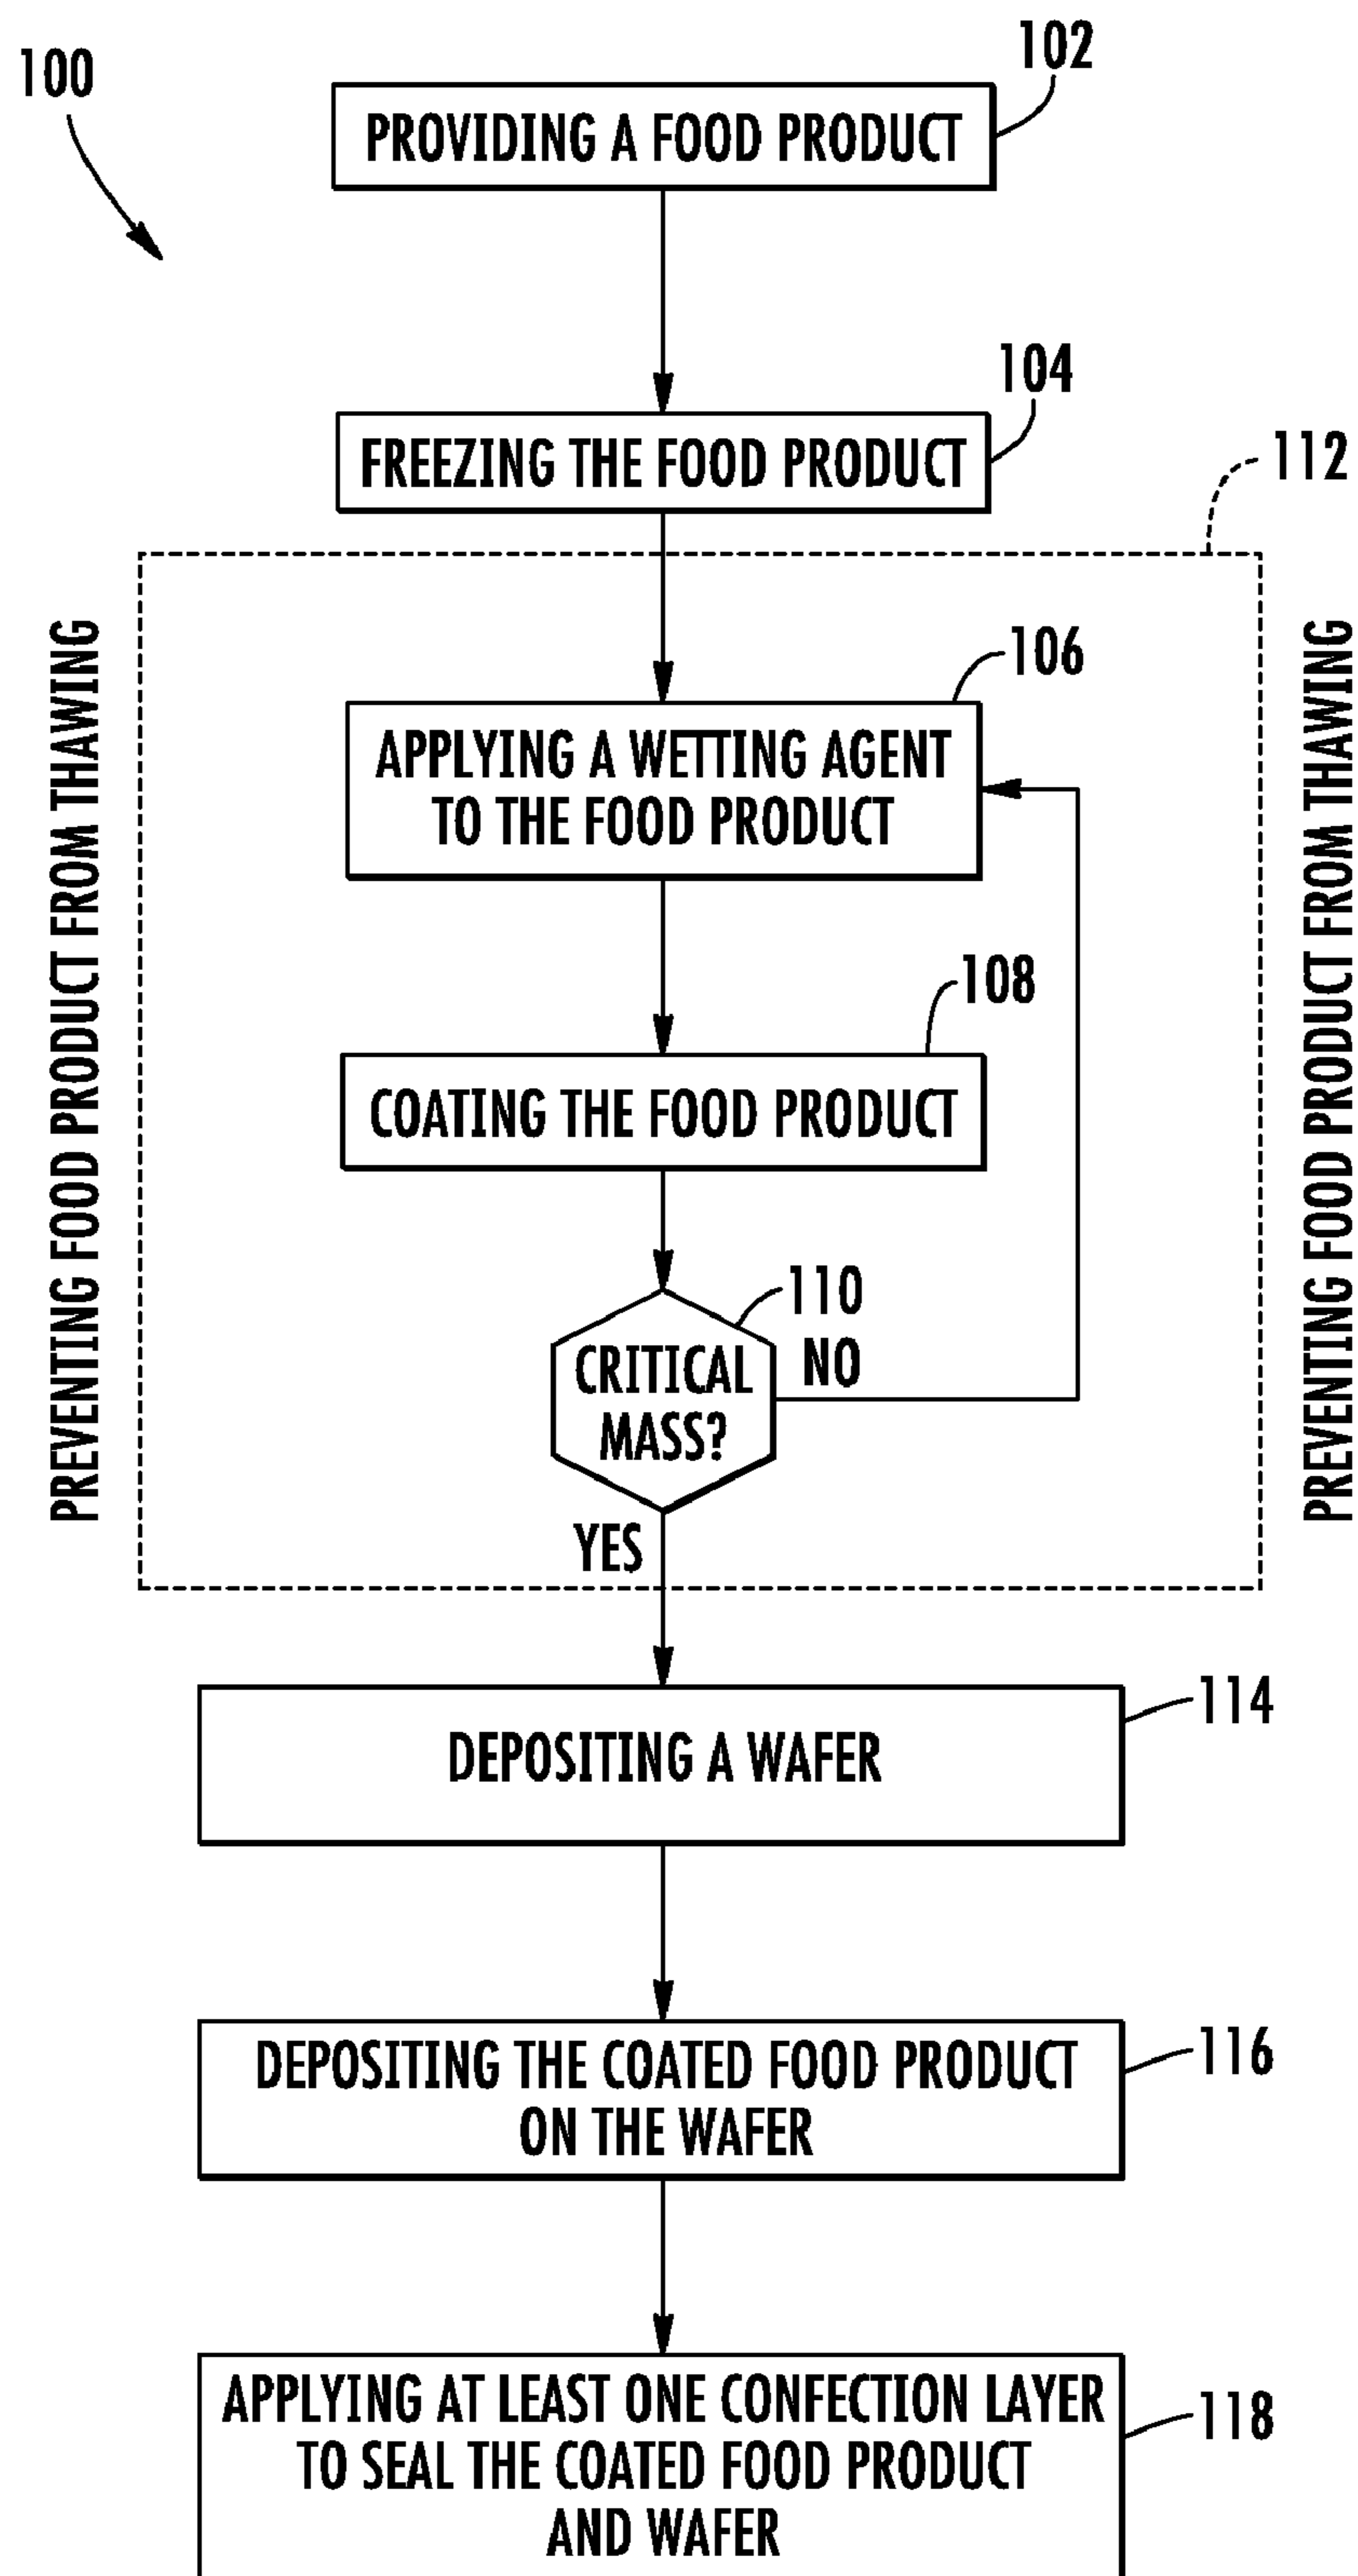 100
102
PROVIDING A FOOD PRODUCT
104
FREEZING THE FOOD PRODUCT
112
PREVENTING FOOD PRODUCT FROM THAWING
PREVENTING FOOD PRODUCT FROM THAWING
106
APPLYING A WETTING AGENT
TO THE FOOD PRODUCT
108
COATING THE FOOD PRODUCT
110
CRITICAL
MASS?
NO
YES
114
DEPOSITING A WAFER
116
DEPOSITING THE COATED FOOD PRODUCT
ON THE WAFER
118
APPLYING AT LEAST ONE CONFECTION LAYER
TO SEAL THE COATED FOOD PRODUCT
AND WAFER